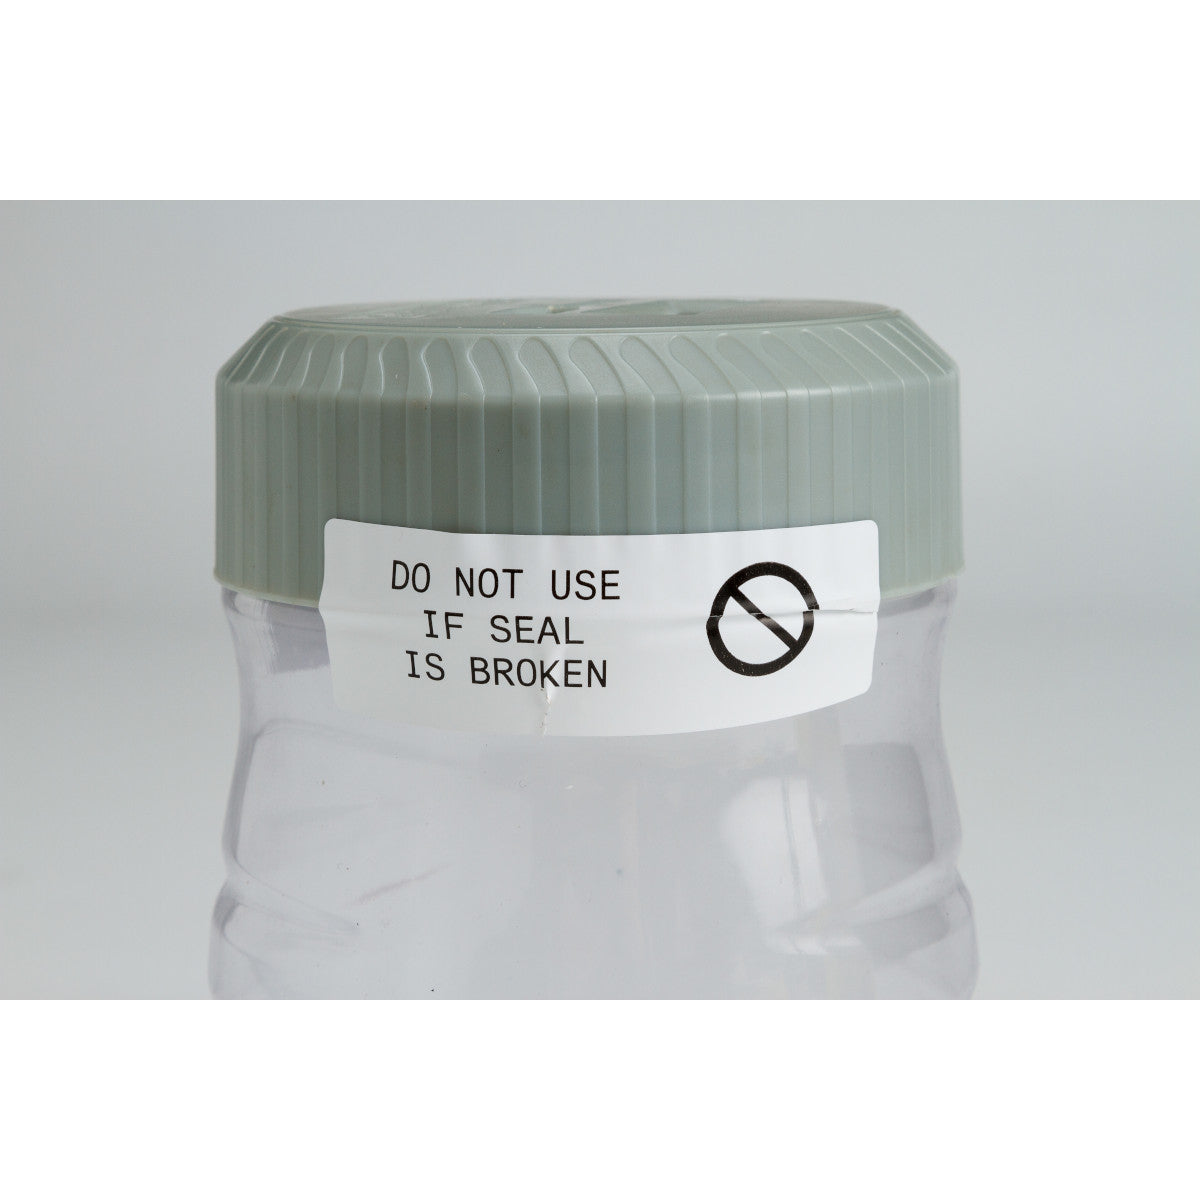 DO NOT USE
IF SEAL
IS BROKEN